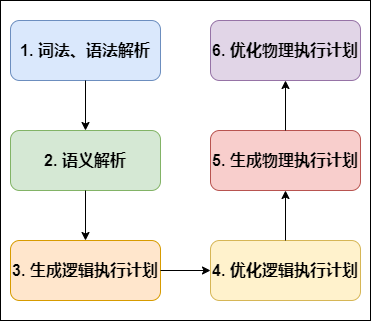 1. 词法、语法解析
2. 语义解析
3. 生成逻辑执行计划
4. 优化逻辑执行计划
5. 生成物理执行计划
6. 优化物理执行计划